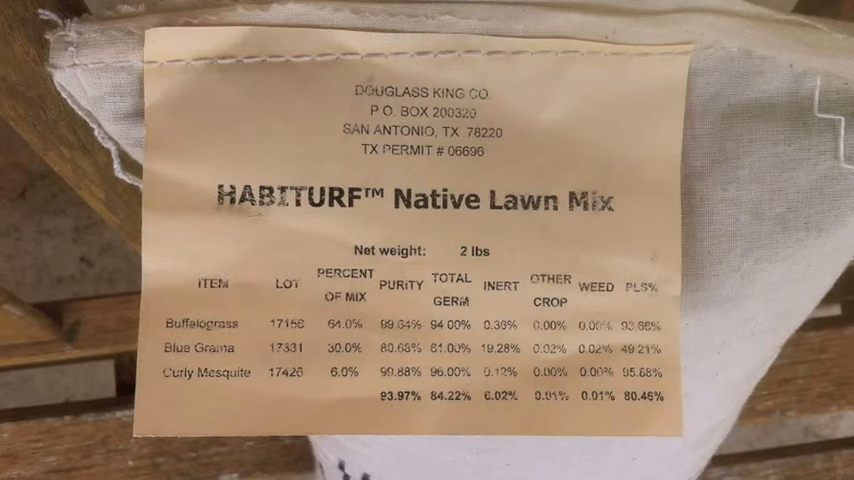 DOUGLASS KING CO.
P O. BOX 200320
SAN ANTONIO, TX 78220
TX PERMIT # 06696
HABITURF™ Native Lawn Mix
Net weight: 2 lbs
ITEM LOT PERCENT OF MIX PURITY TOTAL GERM INERT OTHER CROP WEED PLS%
Buffalograss 64.0% 99.64% 94.00% 0.36% 0.00% 0.00% 93.66%
Blue Grama 17331 30.0% 61.00% 19.28% 0.02% 0.02% 49.21%
Curly Mesquite 17426 6.0% 99.88% 96.00% 0.12% 0.00% 0.00% 95.88%
93.97% 84.22% 6.02% 0.01% 0.01% 80.46%